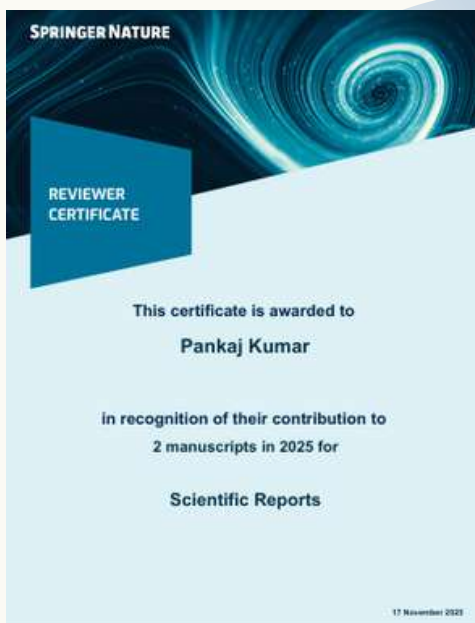 SPRINGER NATURE
REVIEWER
CERTIFICATE
This certificate is awarded to
Pankaj Kumar
in recognition of their contribution to
2 manuscripts in 2025 for
Scientific Reports
17 November 2025